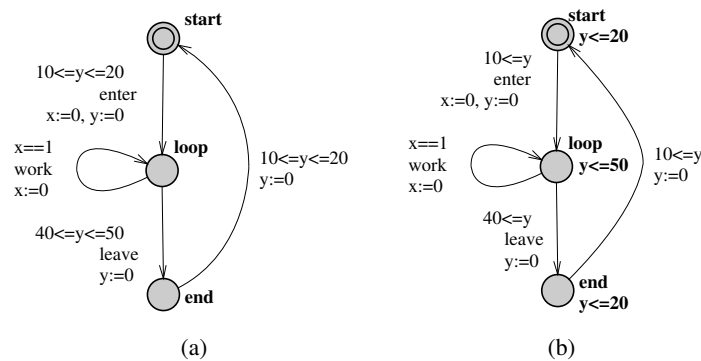 start
10<=y<=20
enter
x:=0, y:=0
loop
x==1
work
x:=0
10<=y<=20
y:=0
40<=y<=50
leave
y:=0
end
(a)
start
y<=20
10<=y
enter
x:=0, y:=0
loop
y<=50
x==1
work
x:=0
10<=y
y:=0
40<=y
leave
y:=0
end
y<=20
(b)